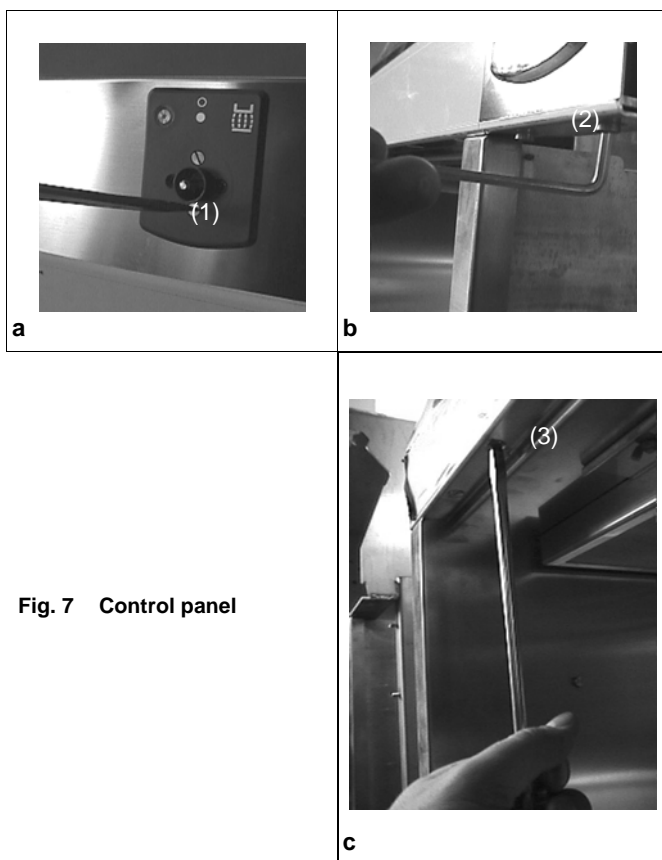 (1)
a
(2)
b
Fig. 7 Control panel
(3)
c